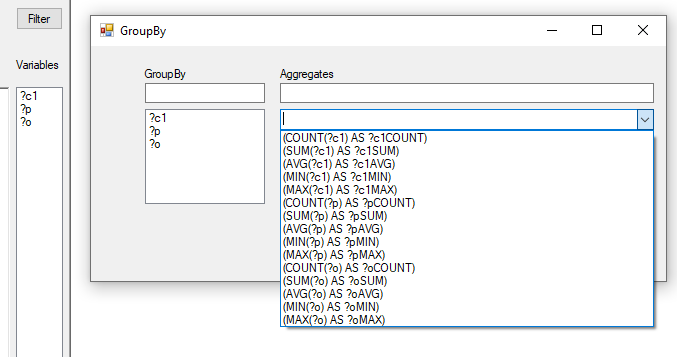 Filter
Variables
?c1
?p
?o
GroupBy
GroupBy
Aggregates
?c1
?p
?o
(COUNT(?c1) AS ?c1COUNT)
(SUM(?c1) AS ?c1SUM)
(AVG(?c1) AS ?c1AVG)
(MIN(?c1) AS ?c1MIN)
(MAX(?c1) AS ?c1MAX)
(COUNT(?p) AS ?pCOUNT)
(SUM(?p) AS ?pSUM)
(AVG(?p) AS ?pAVG)
(MIN(?p) AS ?pMIN)
(MAX(?p) AS ?pMAX)
(COUNT(?o) AS ?oCOUNT)
(SUM(?o) AS ?oSUM)
(AVG(?o) AS ?oAVG)
(MIN(?o) AS ?oMIN)
(MAX(?o) AS ?oMAX)